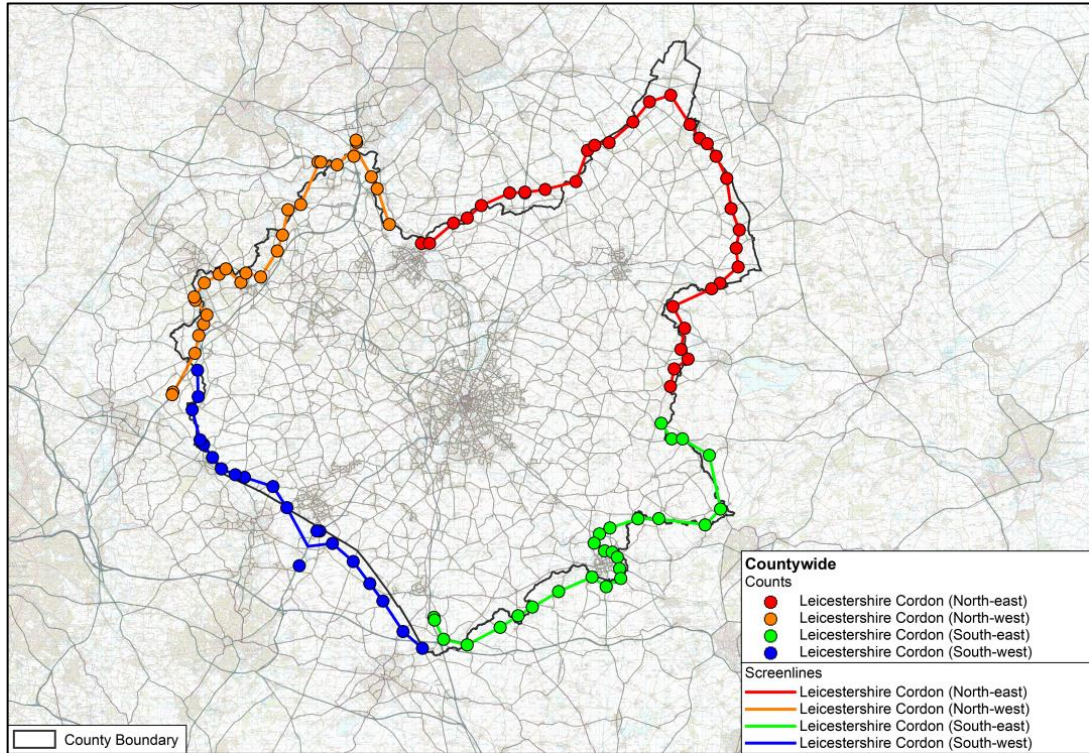 Countywide
Counts
Leicestershire Cordon (North-east)
Leicestershire Cordon (North-west)
Leicestershire Cordon (South-east)
Leicestershire Cordon (South-west)
Screenlines
Leicestershire Cordon (North-east)
Leicestershire Cordon (North-west)
Leicestershire Cordon (South-east)
Leicestershire Cordon (South-west)
County Boundary